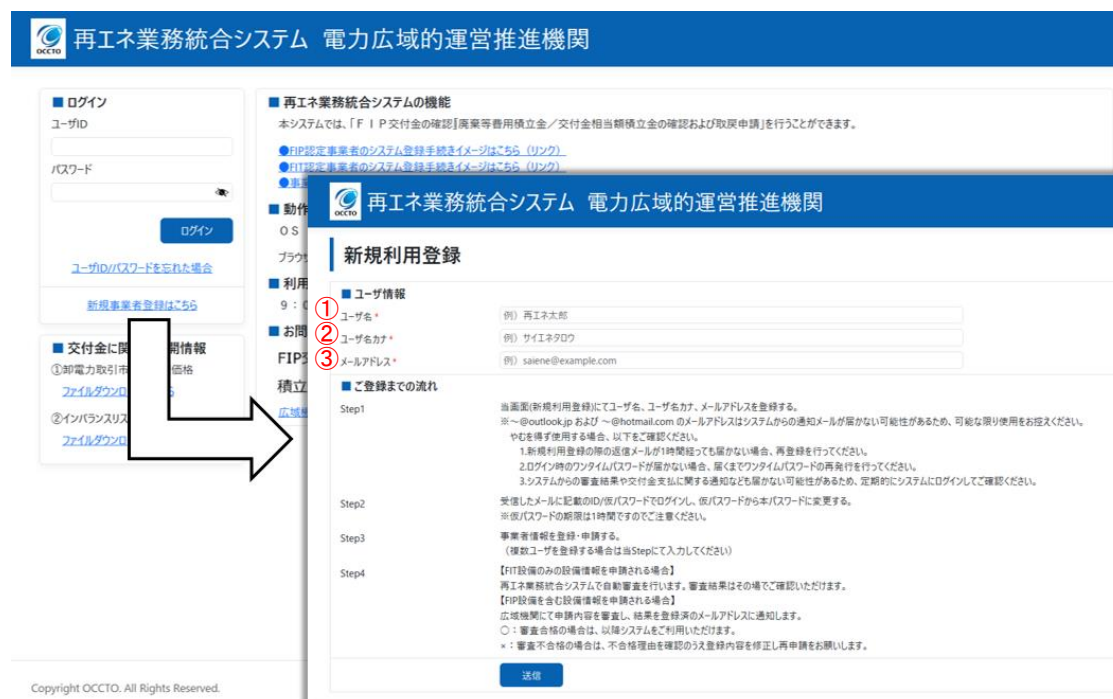 OCCTO
再エネ業務統合システム 電力広域的運営推進機関
■ ログイン
ユーザID
パスワード
ログイン
ユーザID/パスワードを忘れた場合
新規事業者登録はこちら
■ 交付金に関
開情報
①卸電力取引市
価格
ファイルダウンロ
②インバランスリス
ファイルダウンロ
Copyright OCCTO. All Rights Reserved.
■ 再エネ業務統合システムの機能
本システムでは、「ＦＩＰ交付金の確認」「廃棄等費用積立金／交付金相当額積立金の確認および取戻申請」を行うことができます。
●FIP認定事業者のシステム登録手続きイメージはこちら（リンク）
●FIT認定事業者のシステム登録手続きイメージはこちら（リンク）
●事
■ 動作
ＯＳ
ブラウ
■ 利用
９：０
■ お問
FIP
積立
広域
OCCTO
再エネ業務統合システム 電力広域的運営推進機関
新規利用登録
■ ユーザ情報
① ユーザ名 * 例）再エネ太郎
② ユーザ名カナ * 例）サイエネタロウ
③ メールアドレス * 例）saiene@example.com
■ ご登録までの流れ
Step1 当画面(新規利用登録)にてユーザ名、ユーザ名カナ、メールアドレスを登録する。
※～@outlook.jp および ～@hotmail.com のメールアドレスはシステムからの通知メールが届かない可能性があるため、可能な限り使用をお控えください。
やむを得ず使用する場合、以下をご確認ください。
1.新規利用登録の際の返信メールが1時間経っても届かない場合、再登録を行ってください。
2.ログイン時のワンタイムパスワードが届かない場合、届くまでワンタイムパスワードの再発行を行ってください。
3.システムからの審査結果や交付金支払に関する通知なども届かない可能性があるため、定期的にシステムにログインしてご確認ください。
Step2 受信したメールに記載のID/仮パスワードでログインし、仮パスワードから本パスワードに変更する。
※仮パスワードの期限は1時間ですのでご注意ください。
Step3 事業者情報を登録・申請する。
（複数ユーザを登録する場合は当Stepにて入力してください）
Step4 【FIT設備のみの設備情報を申請される場合】
再エネ業務統合システムで自動審査を行います。審査結果はその場でご確認いただけます。
【FIP設備を含む設備情報を申請される場合】
広域機関にて申請内容を審査し、結果を登録済のメールアドレスに通知します。
○：審査合格の場合は、以降システムをご利用いただけます。
×：審査不合格の場合は、不合格理由を確認のうえ登録内容を修正し再申請をお願いします。
送信